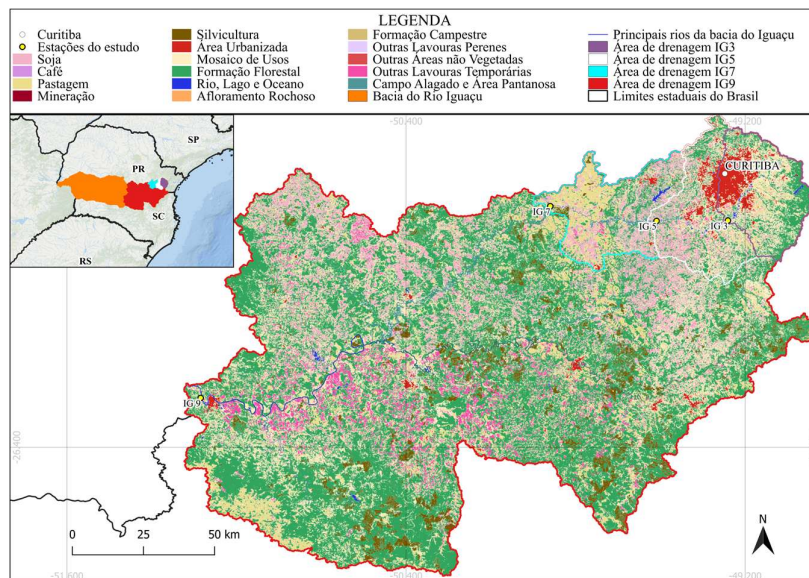 LEGENDA
Curitiba
Estações do estudo
Soja
Café
Pastagem
Mineração
Silvicultura
Área Urbanizada
Mosaico de Usos
Formação Florestal
Rio, Lago e Oceano
Afloramento Rochoso
Formação Campestre
Outras Lavouras Perenes
Outras Áreas não Vegetadas
Outras Lavouras Temporárias
Campo Alagado e Área Pantanosa
Bacia do Rio Iguaçu
Principais rios da bacia do Iguaçu
Área de drenagem IG3
Área de drenagem IG5
Área de drenagem IG7
Área de drenagem IG9
Limites estaduais do Brasil
-50,400
-49,200
SP
PR
SC
RS
CURITIBA
IG 7
IG 5
IG 3
IG 9
-26,400
-26,400
0 25 50 km
N
-51,600
-50,400
-49,200